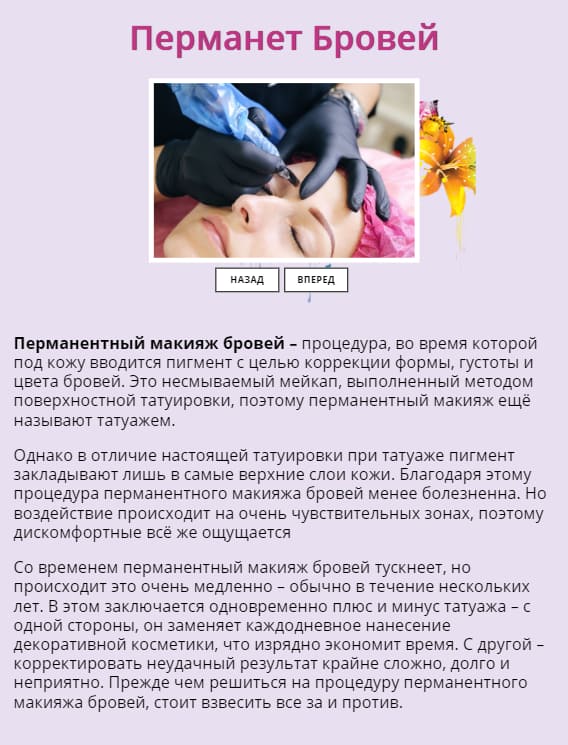 Перманет Бровей
НАЗАД
ВПЕРЕД
Перманентный макияж бровей – процедура, во время которой
под кожу вводится пигмент с целью коррекции формы, густоты и
цвета бровей. Это несмываемый мейкап, выполненный методом
поверхностной татуировки, поэтому перманентный макияж ещё
называют татуажем.
Однако в отличие настоящей татуировки при татуаже пигмент
закладывают лишь в самые верхние слои кожи. Благодаря этому
процедура перманентного макияжа бровей менее болезненна. Но
воздействие происходит на очень чувствительных зонах, поэтому
дискомфортные всё же ощущается
Со временем перманентный макияж бровей тускнеет, но
происходит это очень медленно – обычно в течение нескольких
лет. В этом заключается одновременно плюс и минус татуажа – с
одной стороны, он заменяет каждодневное нанесение
декоративной косметики, что изрядно экономит время. С другой –
корректировать неудачный результат крайне сложно, долго и
неприятно. Прежде чем решиться на процедуру перманентного
макияжа бровей, стоит взвесить все за и против.